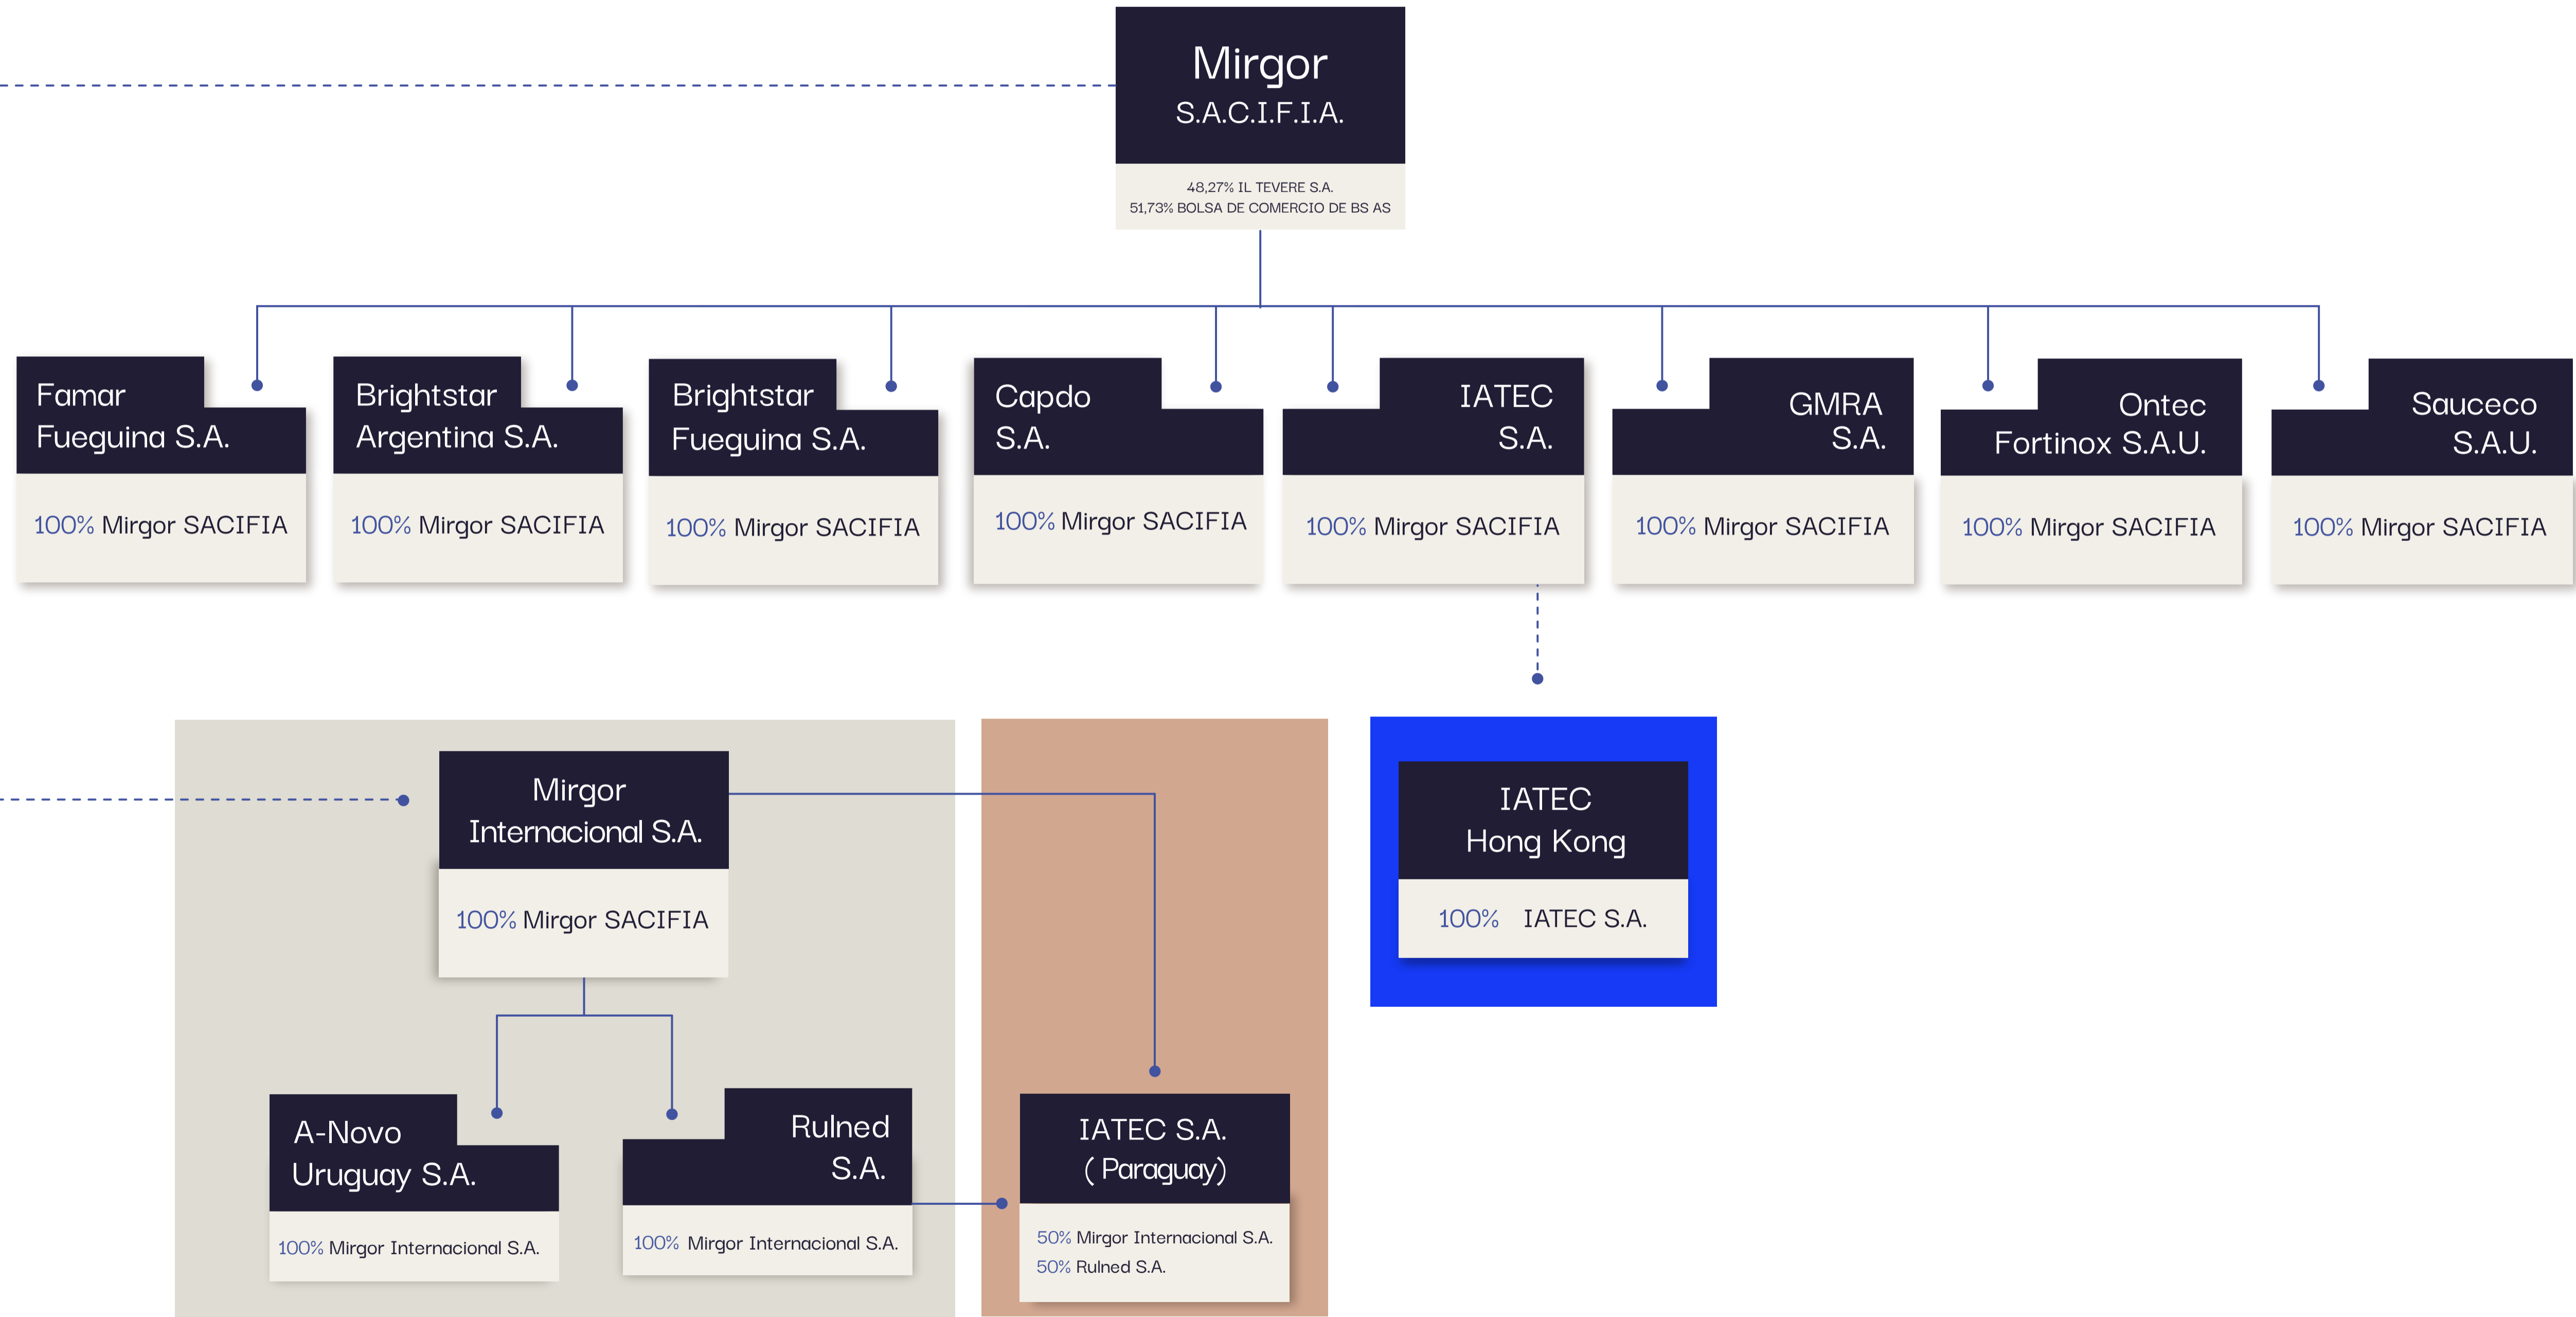 Mirgor
S.A.C.I.F.I.A.
48,27% IL TEVERE S.A.
51,73% BOLSA DE COMERCIO DE BS AS
Famar
Fueguina S.A.
100% Mirgor SACIFIA
Brightstar
Argentina S.A.
100% Mirgor SACIFIA
Brightstar
Fueguina S.A.
100% Mirgor SACIFIA
Capdo
S.A.
100% Mirgor SACIFIA
IATEC
S.A.
100% Mirgor SACIFIA
GMRA
S.A.
100% Mirgor SACIFIA
Ontec
Fortinox S.A.U.
100% Mirgor SACIFIA
Sauceco
S.A.U.
100% Mirgor SACIFIA
Mirgor
Internacional S.A.
100% Mirgor SACIFIA
IATEC
Hong Kong
100% IATEC S.A.
A-Novo
Uruguay S.A.
100% Mirgor Internacional S.A.
Rulned
S.A.
100% Mirgor Internacional S.A.
IATEC S.A.
( Paraguay)
50% Mirgor Internacional S.A.
50% Rulned S.A.